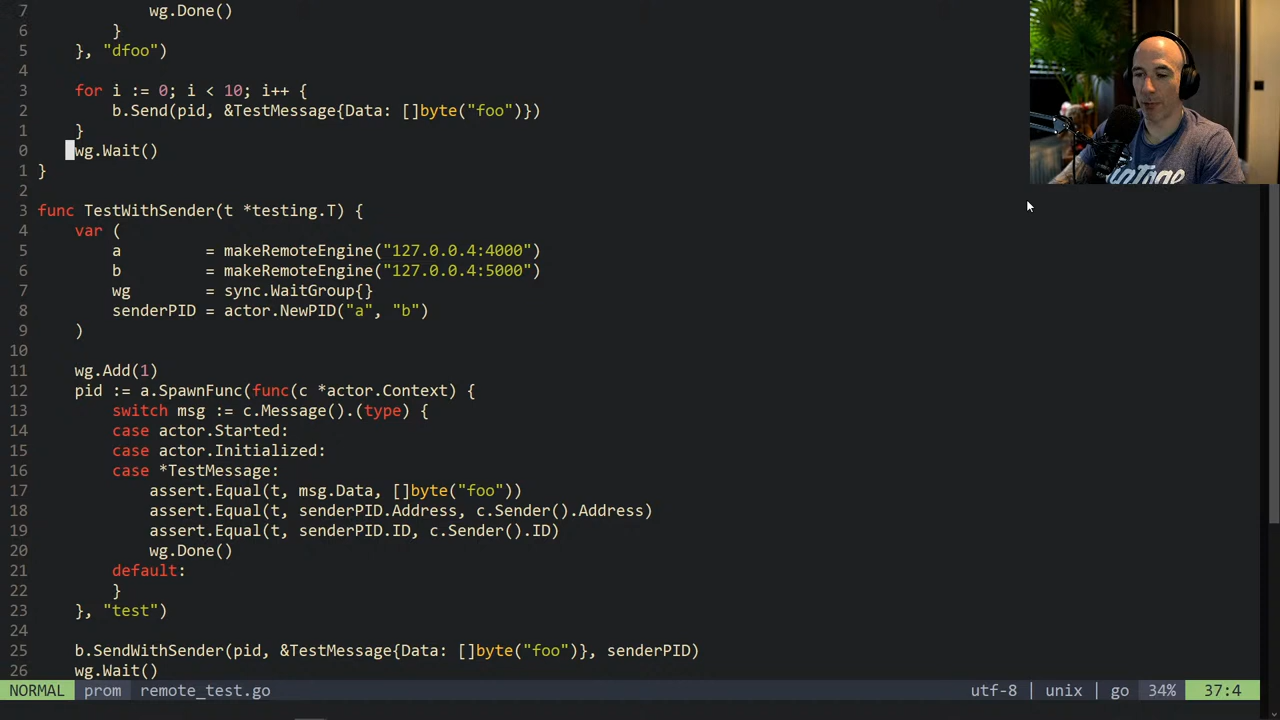 7 wg.Done()
6 }
5 }, "dfoo")
4
3 for i := 0; i < 10; i++ {
2 b.Send(pid, &TestMessage{Data: []byte("foo")})
1 }
0 wg.Wait()
1 }
2
3 func TestWithSender(t *testing.T) {
4 var (
5 a = makeRemoteEngine("127.0.0.4:4000")
6 b = makeRemoteEngine("127.0.0.4:5000")
7 wg = sync.WaitGroup{}
8 senderPID = actor.NewPID("a", "b")
9 )
10
11 wg.Add(1)
12 pid := a.SpawnFunc(func(c *actor.Context) {
13 switch msg := c.Message().(type) {
14 case actor.Started:
15 case actor.Initialized:
16 case *TestMessage:
17 assert.Equal(t, msg.Data, []byte("foo"))
18 assert.Equal(t, senderPID.Address, c.Sender().Address)
19 assert.Equal(t, senderPID.ID, c.Sender().ID)
20 wg.Done()
21 default:
22 }
23 }, "test")
24
25 b.SendWithSender(pid, &TestMessage{Data: []byte("foo")}, senderPID)
26 wg.Wait()
NORMAL prom remote_test.go utf-8 | unix | go 34% 37:4